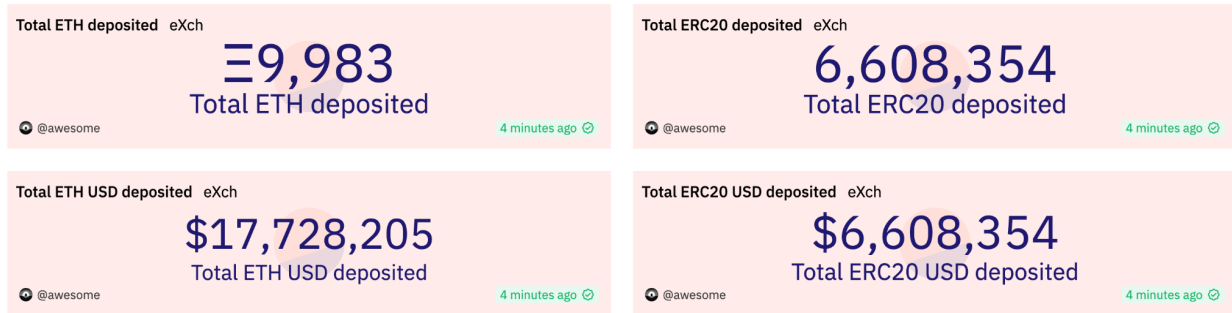 Total ETH deposited eXch
Ξ9,983
Total ETH deposited
@awesome
4 minutes ago
Total ERC20 deposited eXch
6,608,354
Total ERC20 deposited
@awesome
4 minutes ago
Total ETH USD deposited eXch
$17,728,205
Total ETH USD deposited
@awesome
4 minutes ago
Total ERC20 USD deposited eXch
$6,608,354
Total ERC20 USD deposited
@awesome
4 minutes ago